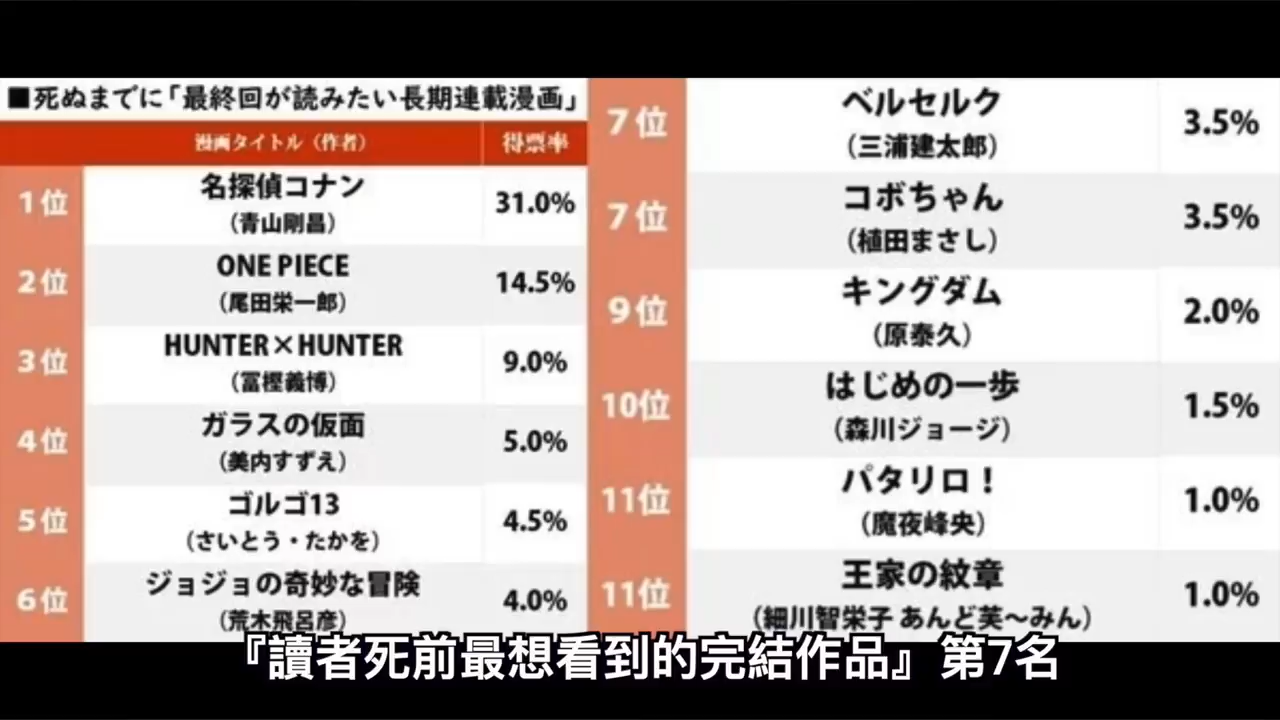 ■死ぬまでに「最終回が読みたい長期連載漫画」
漫画タイトル（作者） 得票率
1位 名探偵コナン （青山剛昌） 31.0%
2位 ONE PIECE （尾田栄一郎） 14.5%
3位 HUNTER×HUNTER （冨樫義博） 9.0%
4位 ガラスの仮面 （美内すずえ） 5.0%
5位 ゴルゴ13 （さいとう・たかを） 4.5%
6位 ジョジョの奇妙な冒険 （荒木飛呂彦） 4.0%
7位 ベルセルク （三浦建太郎） 3.5%
7位 コボちゃん （植田まさし） 3.5%
9位 キングダム （原泰久） 2.0%
10位 はじめの一歩 （森川ジョージ） 1.5%
11位 パタリロ！ （魔夜峰央） 1.0%
11位 王家の紋章 （細川智栄子 あんど芙〜みん） 1.0%
『讀者死前最想看到的完結作品』第7名